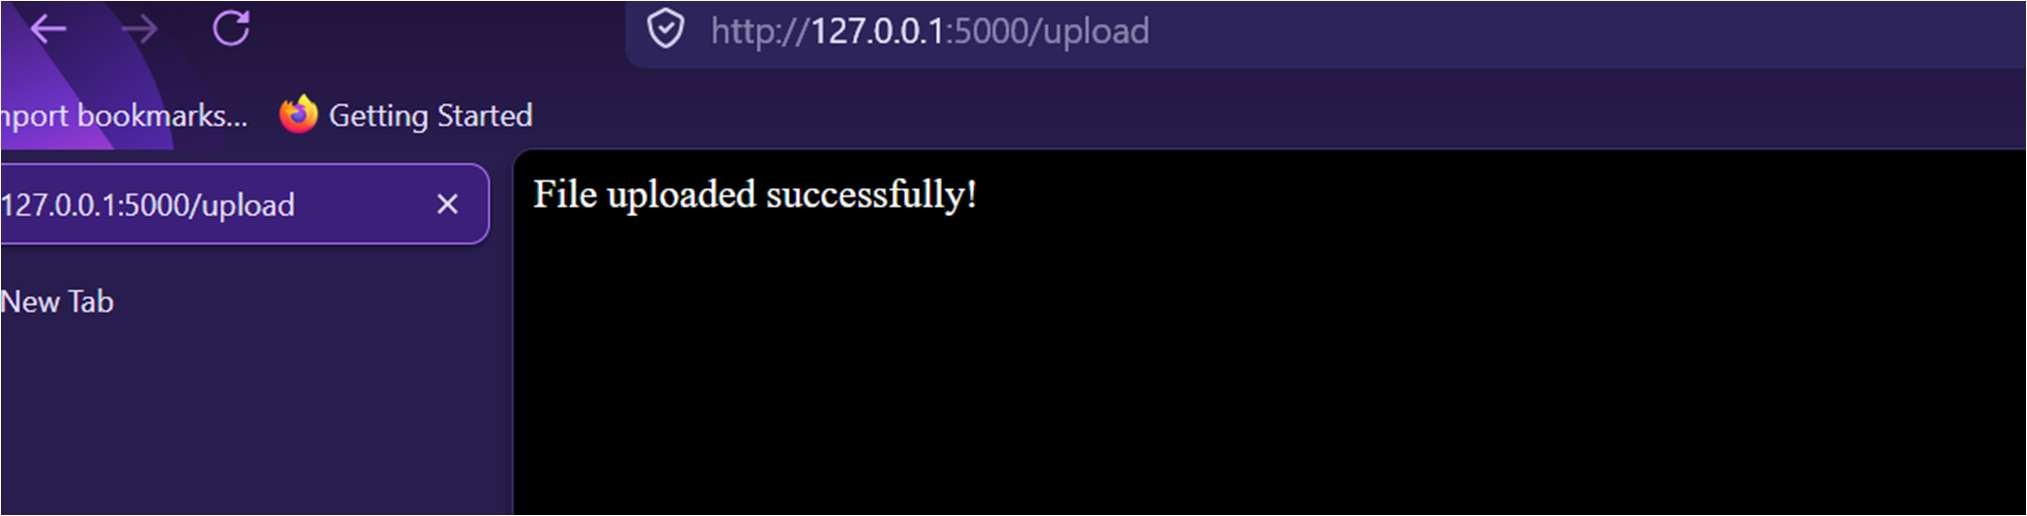 http://127.0.0.1:5000/upload
mport bookmarks... Getting Started
127.0.0.1:5000/upload
New Tab
File uploaded successfully!